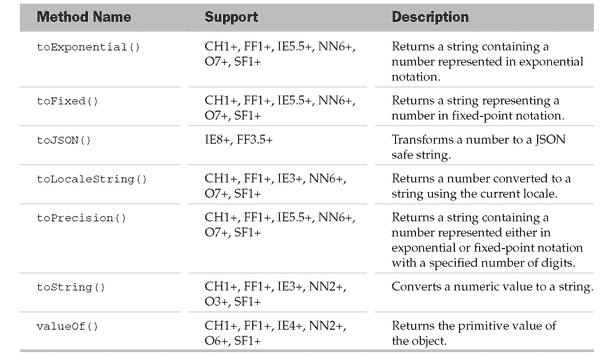 Method Name Support Description
toExponential() CH1+, FF1+, IE5.5+, NN6+, Returns a string containing a
O7+, SF1+ number represented in exponential
notation.
toFixed() CH1+, FF1+, IE5.5+, NN6+, Returns a string representing a
O7+, SF1+ number in fixed-point notation.
toJSON() IE8+, FF3.5+ Transforms a number to a JSON
safe string.
toLocaleString() CH1+, FF1+, IE3+, NN6+, Returns a number converted to a
O7+, SF1+ string using the current locale.
toPrecision() CH1+, FF1+, IE5.5+, NN6+, Returns a string containing a
O7+, SF1+ number represented either in
exponential or fixed-point notation
with a specified number of digits.
toString() CH1+, FF1+, IE3+, NN2+, Converts a numeric value to a string.
O3+, SF1+
valueOf() CH1+, FF1+, IE4+, NN2+, Returns the primitive value of
O6+, SF1+ the object.